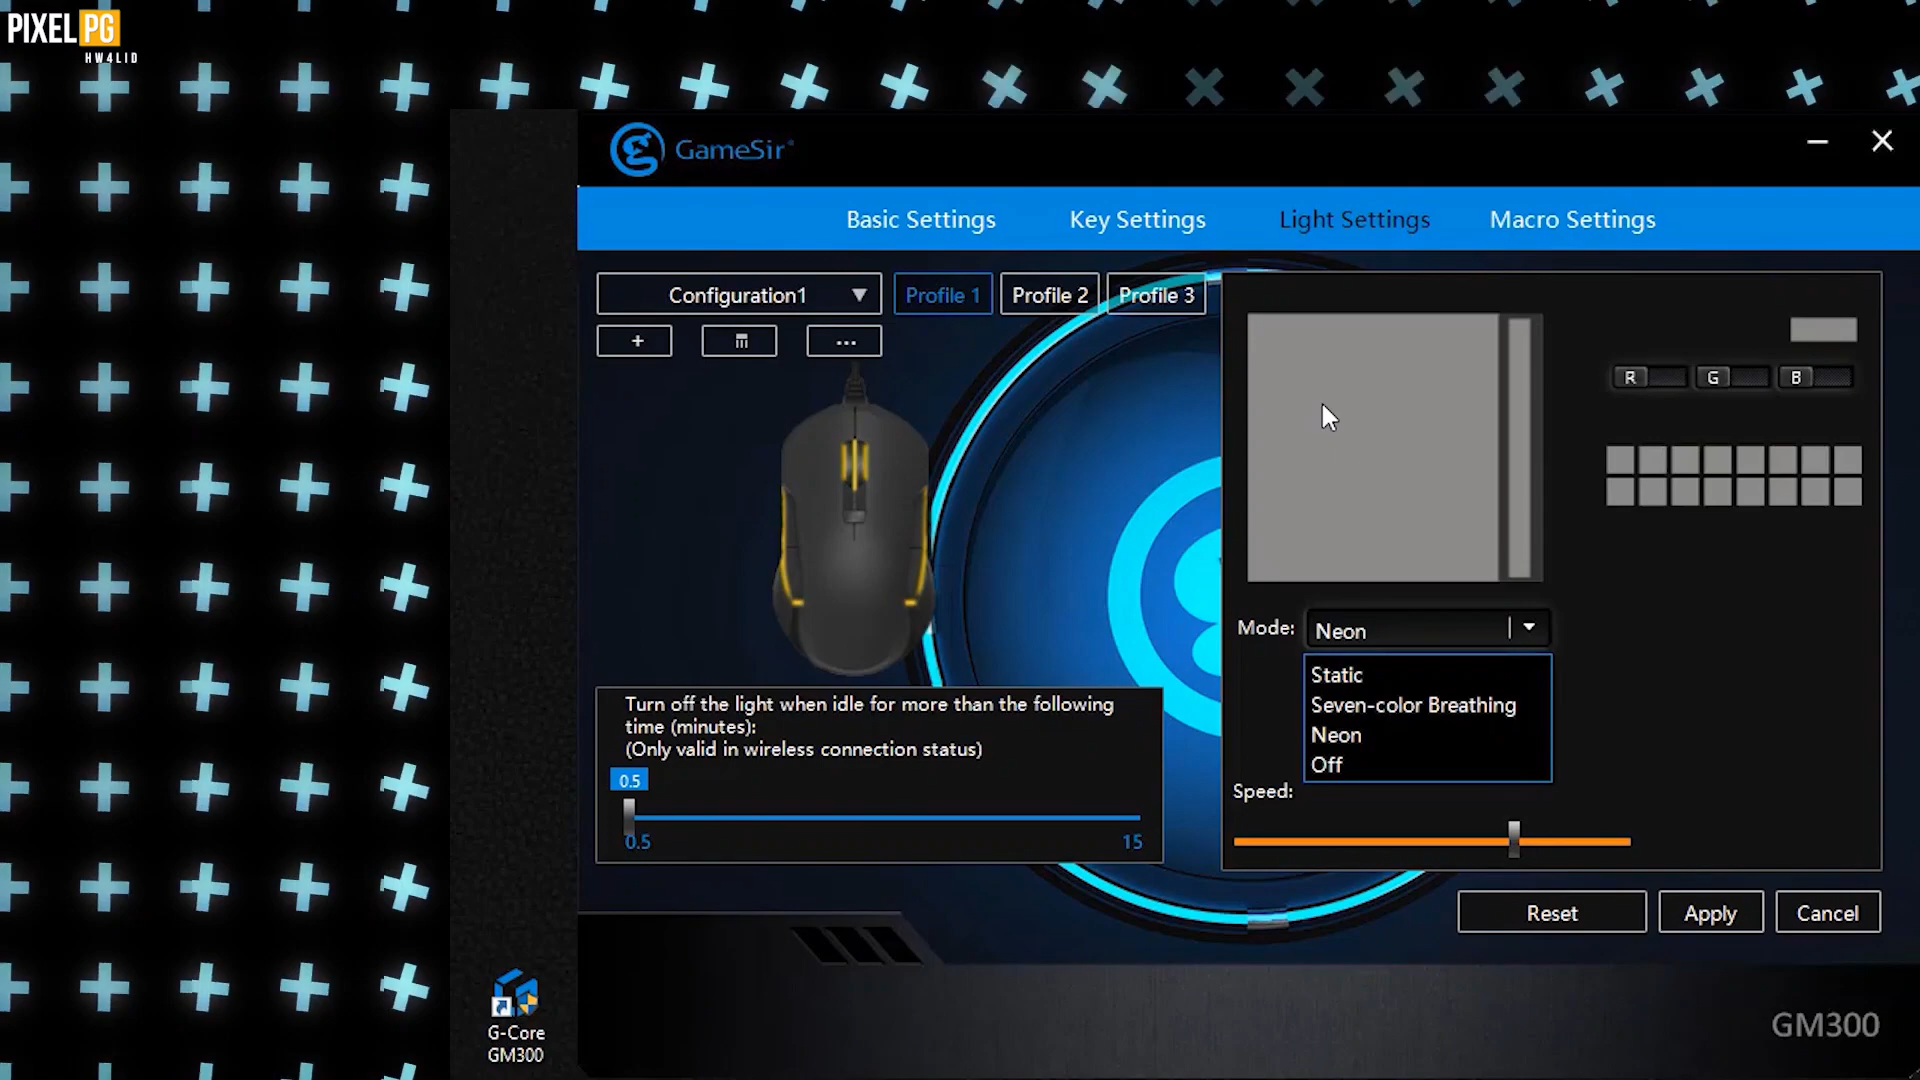 PIXEL PG
HW4LID
GameSir®
Basic Settings
Key Settings
Light Settings
Macro Settings
Configuration1
Profile 1
Profile 2
Profile 3
+
...
R
G
B
Mode:
Neon
Static
Seven-color Breathing
Neon
Off
Speed:
Turn off the light when idle for more than the following
time (minutes):
(Only valid in wireless connection status)
0.5
0.5
15
Reset
Apply
Cancel
G-Core
GM300
GM300